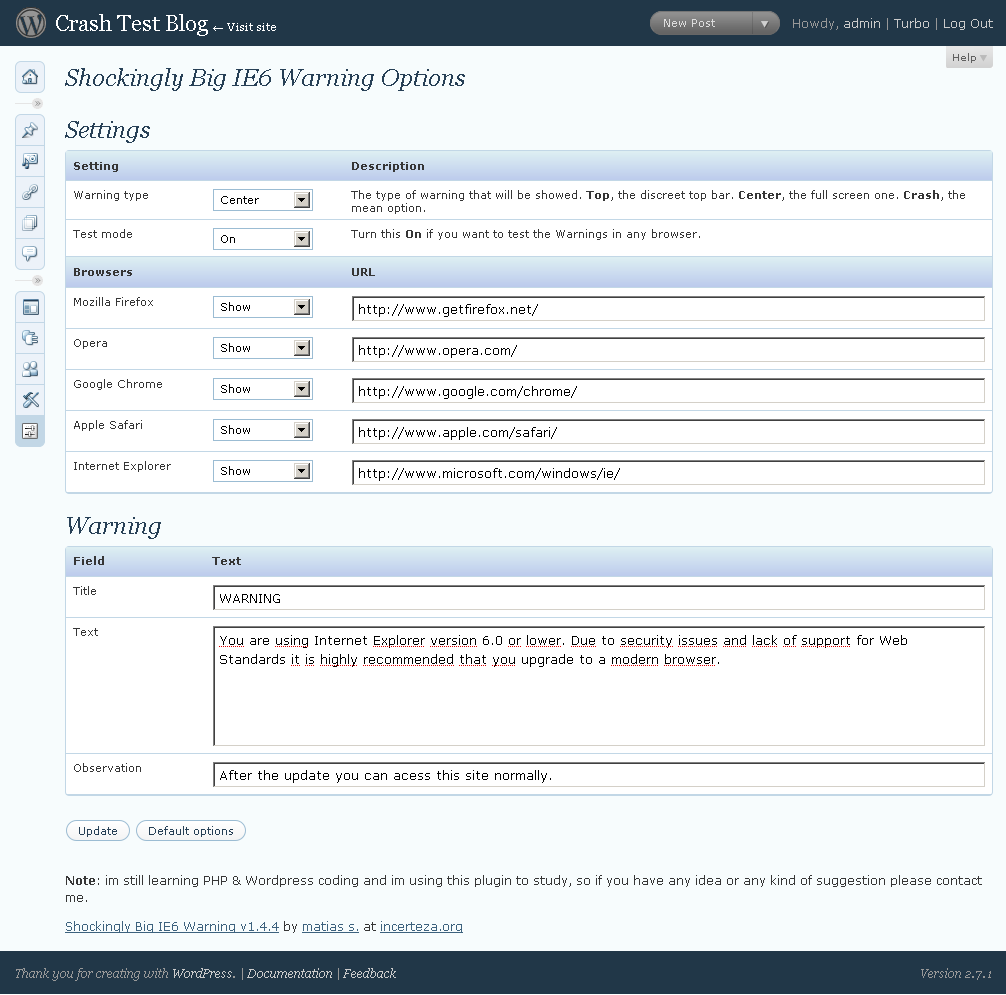 Crash Test Blog ← Visit site
New Post ▼
Howdy, admin | Turbo | Log Out
Help ▼
Shockingly Big IE6 Warning Options
Settings
Setting Description
Warning type Center The type of warning that will be showed. Top, the discreet top bar. Center, the full screen one. Crash, the
mean option.
Test mode On Turn this On if you want to test the Warnings in any browser.
Browsers URL
Mozilla Firefox Show http://www.getfirefox.net/
Opera Show http://www.opera.com/
Google Chrome Show http://www.google.com/chrome/
Apple Safari Show http://www.apple.com/safari/
Internet Explorer Show http://www.microsoft.com/windows/ie/
Warning
Field Text
Title WARNING
Text You are using Internet Explorer version 6.0 or lower. Due to security issues and lack of support for Web
Standards it is highly recommended that you upgrade to a modern browser.
Observation After the update you can acess this site normally.
Update Default options
Note: im still learning PHP & Wordpress coding and im using this plugin to study, so if you have any idea or any kind of suggestion please contact
me.
Shockingly Big IE6 Warning v1.4.4 by matias s. at incerteza.org
Thank you for creating with WordPress. | Documentation | Feedback
Version 2.7.1